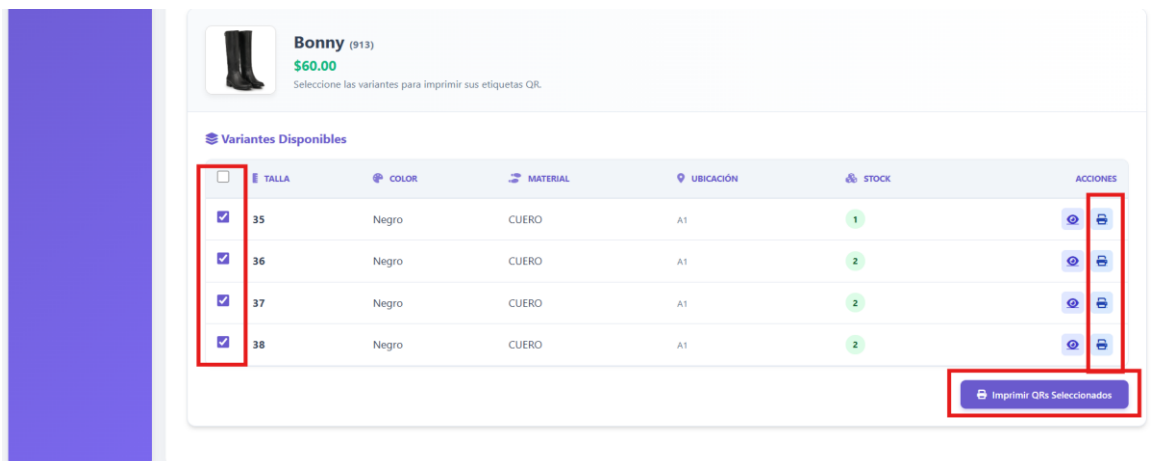 Bonny (913)
$60.00
Seleccione las variantes para imprimir sus etiquetas QR.
Variantes Disponibles
TALLA COLOR MATERIAL UBICACIÓN STOCK ACCIONES
35 Negro CUERO A1 1
36 Negro CUERO A1 2
37 Negro CUERO A1 2
38 Negro CUERO A1 2
Imprimir QRs Seleccionados